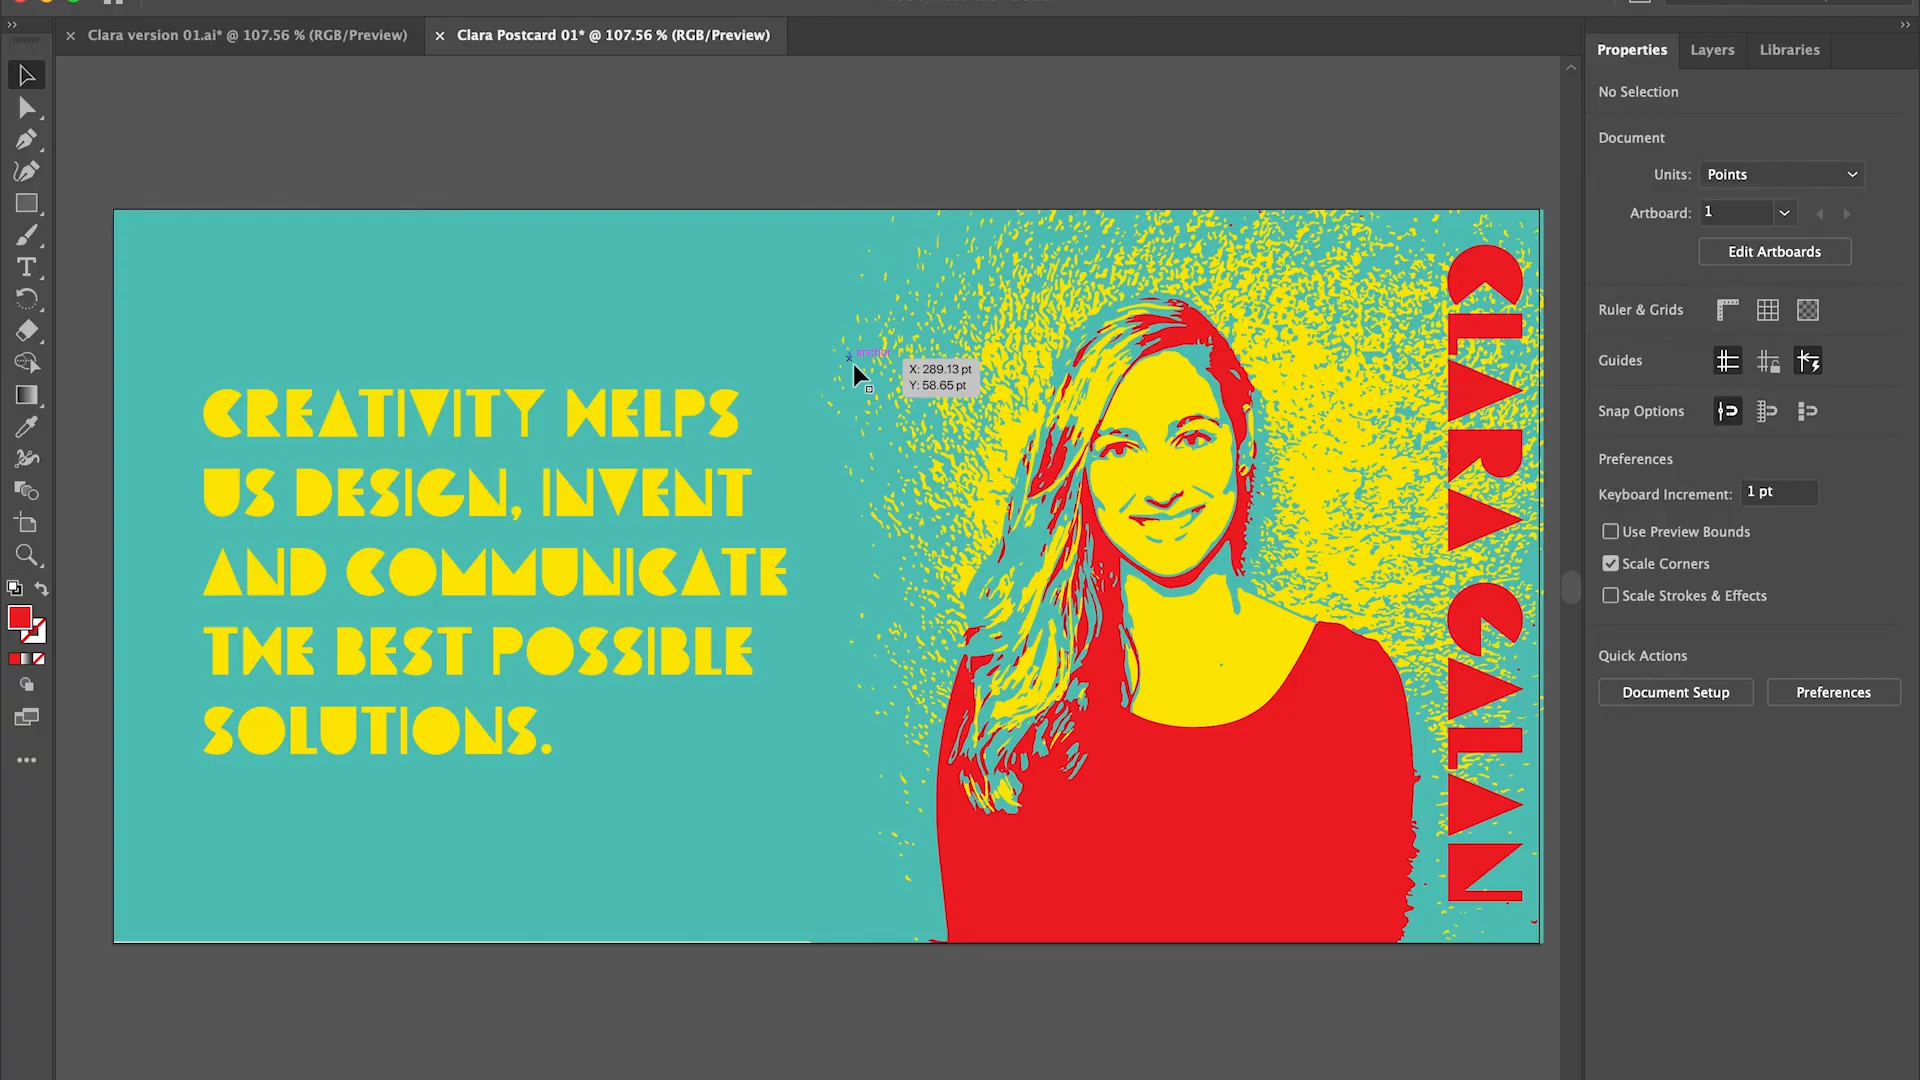 Clara version 01.ai* @ 107.56 % (RGB/Preview)
Clara Postcard 01* @ 107.56 % (RGB/Preview)
Properties
Layers
Libraries
No Selection
Document
Units: Points
Artboard: 1
Edit Artboards
Ruler & Grids
Guides
Snap Options
Preferences
Keyboard Increment: 1 pt
Use Preview Bounds
Scale Corners
Scale Strokes & Effects
Quick Actions
Document Setup
Preferences
anchor
X: 289.13 pt
Y: 58.65 pt
CREATIVITY HELPS
US DESIGN, INVENT
AND COMMUNICATE
THE BEST POSSIBLE
SOLUTIONS.
CLARA GALAN